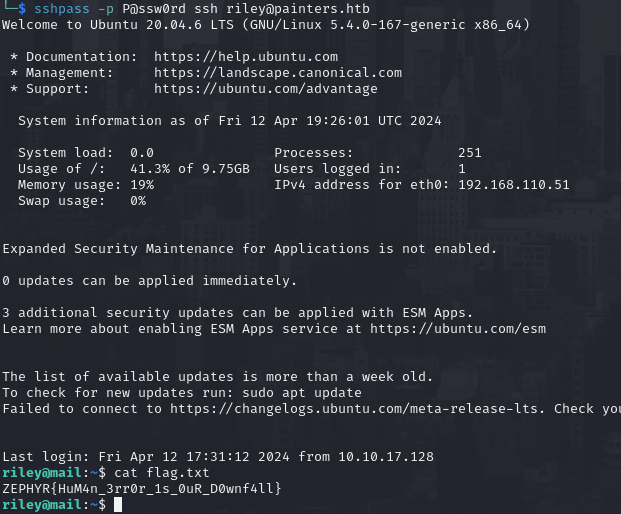 └─$ sshpass -p P@ssw0rd ssh riley@painters.htb
Welcome to Ubuntu 20.04.6 LTS (GNU/Linux 5.4.0-167-generic x86_64)
* Documentation:  https://help.ubuntu.com
* Management:     https://landscape.canonical.com
* Support:        https://ubuntu.com/advantage
System information as of Fri 12 Apr 19:26:01 UTC 2024
System load:  0.0               Processes:             251
Usage of /:   41.3% of 9.75GB   Users logged in:       1
Memory usage: 19%               IPv4 address for eth0: 192.168.110.51
Swap usage:   0%
Expanded Security Maintenance for Applications is not enabled.
0 updates can be applied immediately.
3 additional security updates can be applied with ESM Apps.
Learn more about enabling ESM Apps service at https://ubuntu.com/esm
The list of available updates is more than a week old.
To check for new updates run: sudo apt update
Failed to connect to https://changelogs.ubuntu.com/meta-release-lts. Check
Last login: Fri Apr 12 17:31:12 2024 from 10.10.17.128
riley@mail:~$ cat flag.txt
ZEPHYR{HuM4n_3rr0r_1s_0uR_D0wnf4ll}
riley@mail:~$